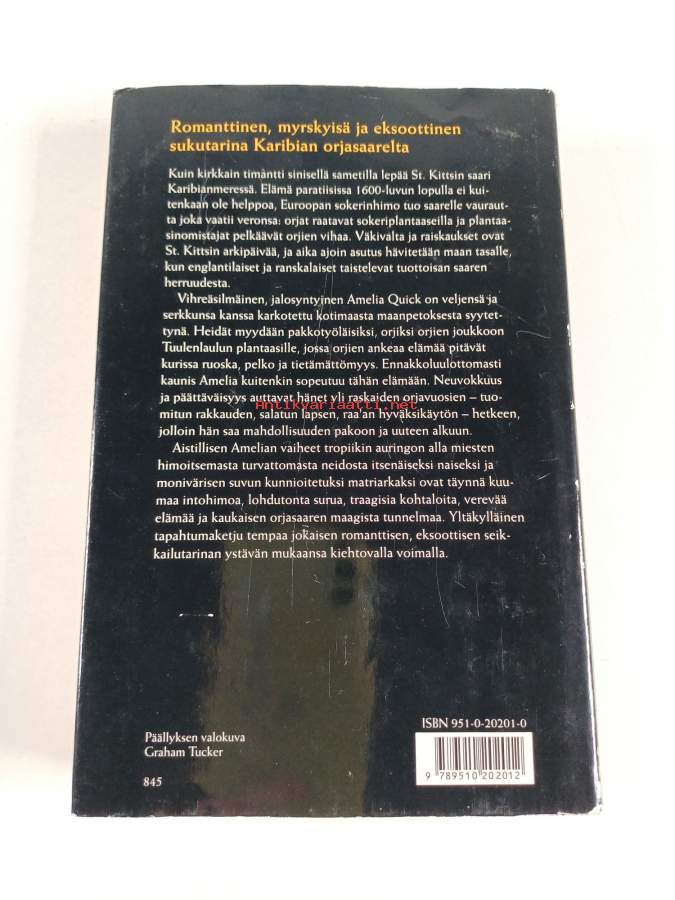 Romanttinen, myrskyisä ja eksoottinen
sukutarina Karibian orjasaarelta
Kuin kirkkain timantti sinisellä sametilla lepää St. Kittsin saari
Karibianmeressä. Elämä paratiisissa 1600-luvun lopulla ei kui-
tenkaan ole helppoa, Euroopan sokerinhimo tuo saarelle vauraut-
ta joka vaatii veronsa: orjat raatavat sokeriplantaaseilla ja plantaa-
sinomistajat pelkäävät orjien vihaa. Väkivalta ja raiskaukset ovat
St. Kittsin arkipäivää, ja aika ajoin asutus hävitetään maan tasalle,
kun englantilaiset ja ranskalaiset taistelevat tuottoisan saaren
herruudesta.
Vihreäsilmäinen, jalosyntyinen Amelia Quick on veljensä ja
serkkunsa kanssa karkotettu kotimaasta maanpetoksesta syytet-
tynä. Heidät myydään pakkotyöläisiksi, orjiksi orjien joukkoon
Tuulenlaulun plantaasille, jossa orjien ankeaa elämää pitävät
kurissa ruoska, pelko ja tietämättömyys. Ennakkoluulottomasti
kaunis Amelia kuitenkin sopeutuu tähän elämään. Neuvokkuus
ja päättäväisyys auttavat hänet yli raskaiden orjavuosien – tuo-
Antikvariaatti.net
mitun rakkauden, salatun lapsen, raa'an hyväksikäytön – hetkeen,
jolloin hän saa mahdollisuuden pakoon ja uuteen alkuun.
Aistillisen Amelian vaiheet tropiikin auringon alla miesten
himoitsemasta turvattomasta neidosta itsenäiseksi naiseksi ja
monivärisen suvun kunnioitetuksi matriarkaksi ovat täynnä kuu-
maa intohimoa, lohdutonta surua, traagisia kohtaloita, verevää
elämää ja kaukaisen orjasaaren maagista tunnelmaa. Yltäkylläinen
tapahtumaketju tempaa jokaisen romanttisen, eksoottisen seik-
kailutarinan ystävän mukaansa kiehtovalla voimalla.
Päällyksen valokuva
Graham Tucker
845
ISBN 951-0-20201-0
9 789510 202012